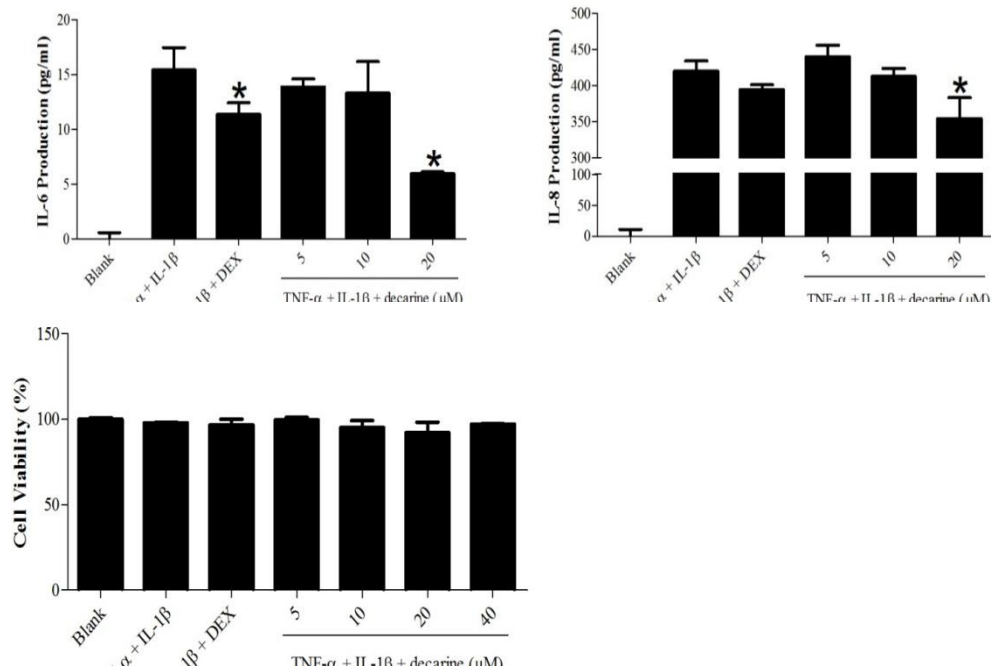 IL-6 Production (pg/ml)
20
15
10
5
0
*
*
Blank
α + IL-1β
1β + DEX
5
10
20
TNF-α + IL-1β + decarine (μM)
IL-8 Production (pg/ml)
500
450
400
350
300
100
50
0
*
Blank
α + IL-1β
1β + DEX
5
10
20
TNF-α + IL-1β + decarine (μM)
Cell Viability (%)
150
100
50
0
Blank
α + IL-1β
1β + DEX
5
10
20
40
TNF-α + IL-1β + decarine (μM)